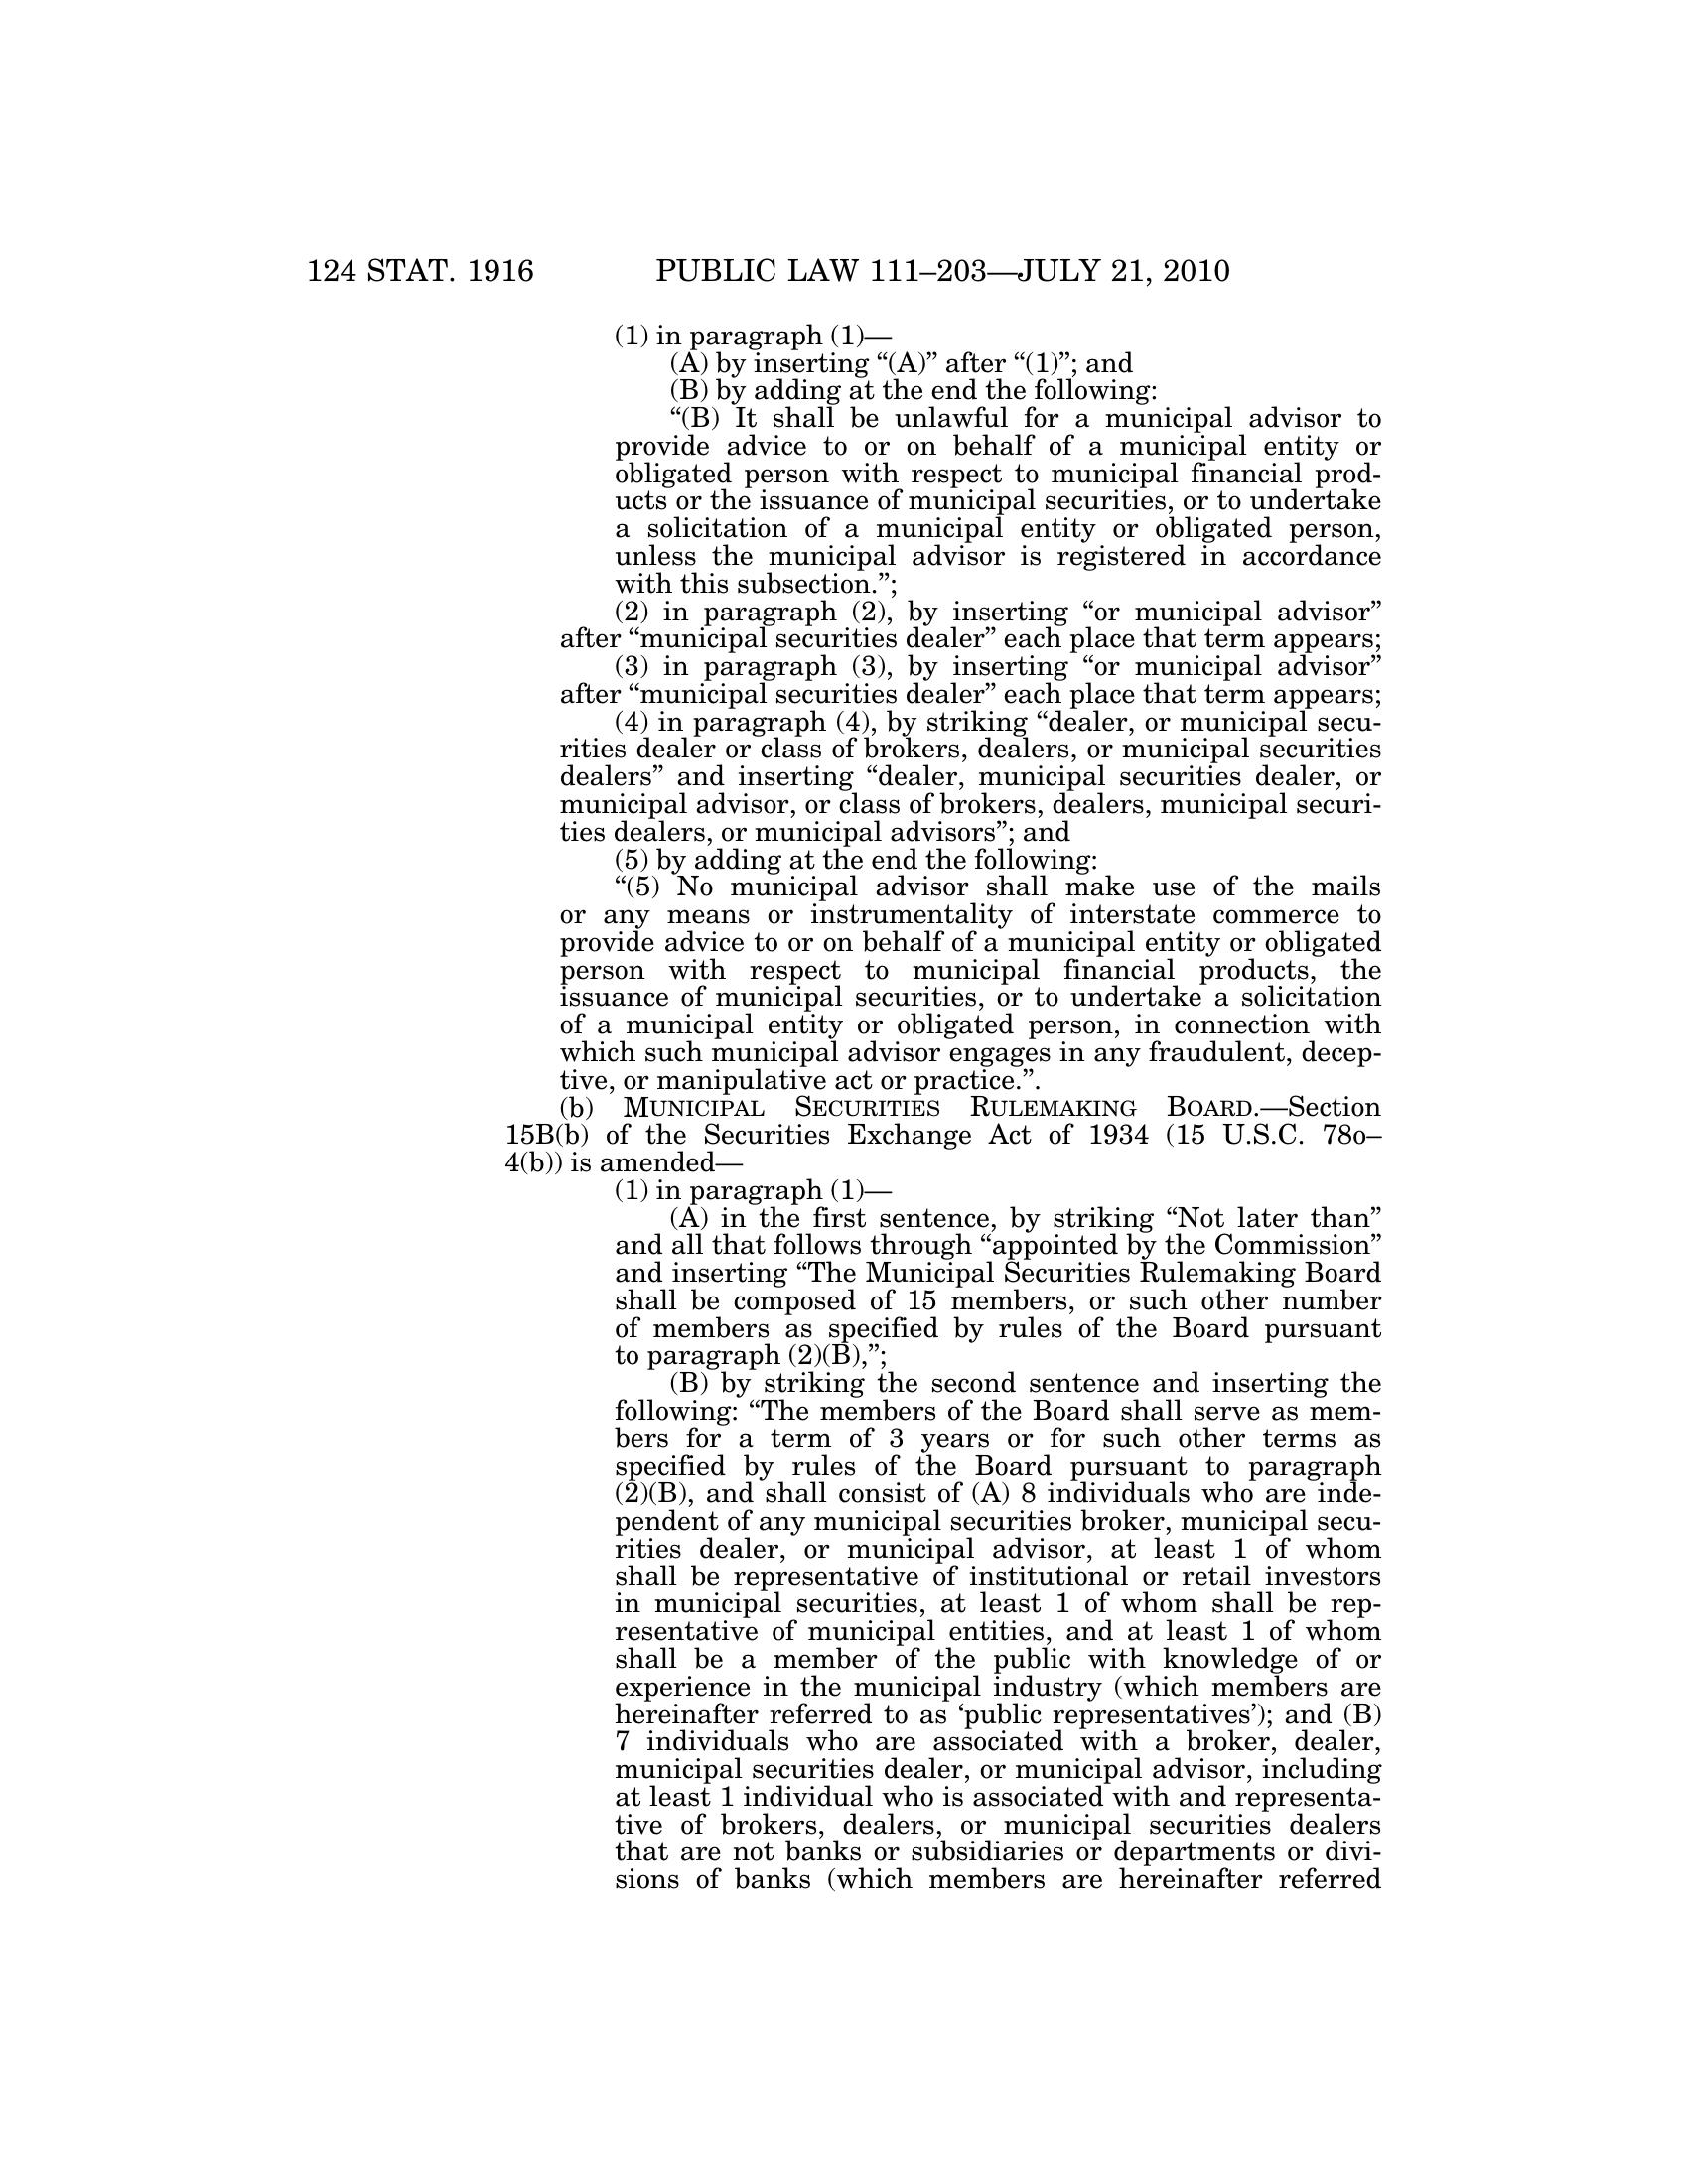 124 STAT. 1916 PUBLIC LAW 111–203—JULY 21, 2010
(1) in paragraph (1)—
(A) by inserting “(A)” after “(1)”; and
(B) by adding at the end the following:
“(B) It shall be unlawful for a municipal advisor to
provide advice to or on behalf of a municipal entity or
obligated person with respect to municipal financial prod-
ucts or the issuance of municipal securities, or to undertake
a solicitation of a municipal entity or obligated person,
unless the municipal advisor is registered in accordance
with this subsection.”;
(2) in paragraph (2), by inserting “or municipal advisor”
after “municipal securities dealer” each place that term appears;
(3) in paragraph (3), by inserting “or municipal advisor”
after “municipal securities dealer” each place that term appears;
(4) in paragraph (4), by striking “dealer, or municipal secu-
rities dealer or class of brokers, dealers, or municipal securities
dealers” and inserting “dealer, municipal securities dealer, or
municipal advisor, or class of brokers, dealers, municipal securi-
ties dealers, or municipal advisors”; and
(5) by adding at the end the following:
“(5) No municipal advisor shall make use of the mails
or any means or instrumentality of interstate commerce to
provide advice to or on behalf of a municipal entity or obligated
person with respect to municipal financial products, the
issuance of municipal securities, or to undertake a solicitation
of a municipal entity or obligated person, in connection with
which such municipal advisor engages in any fraudulent, decep-
tive, or manipulative act or practice.”.
(b) MUNICIPAL SECURITIES RULEMAKING BOARD.—Section
15B(b) of the Securities Exchange Act of 1934 (15 U.S.C. 78o–
4(b)) is amended—
(1) in paragraph (1)—
(A) in the first sentence, by striking “Not later than”
and all that follows through “appointed by the Commission”
and inserting “The Municipal Securities Rulemaking Board
shall be composed of 15 members, or such other number
of members as specified by rules of the Board pursuant
to paragraph (2)(B),”;
(B) by striking the second sentence and inserting the
following: “The members of the Board shall serve as mem-
bers for a term of 3 years or for such other terms as
specified by rules of the Board pursuant to paragraph
(2)(B), and shall consist of (A) 8 individuals who are inde-
pendent of any municipal securities broker, municipal secu-
rities dealer, or municipal advisor, at least 1 of whom
shall be representative of institutional or retail investors
in municipal securities, at least 1 of whom shall be rep-
resentative of municipal entities, and at least 1 of whom
shall be a member of the public with knowledge of or
experience in the municipal industry (which members are
hereinafter referred to as ‘public representatives’); and (B)
7 individuals who are associated with a broker, dealer,
municipal securities dealer, or municipal advisor, including
at least 1 individual who is associated with and representa-
tive of brokers, dealers, or municipal securities dealers
that are not banks or subsidiaries or departments or divi-
sions of banks (which members are hereinafter referred